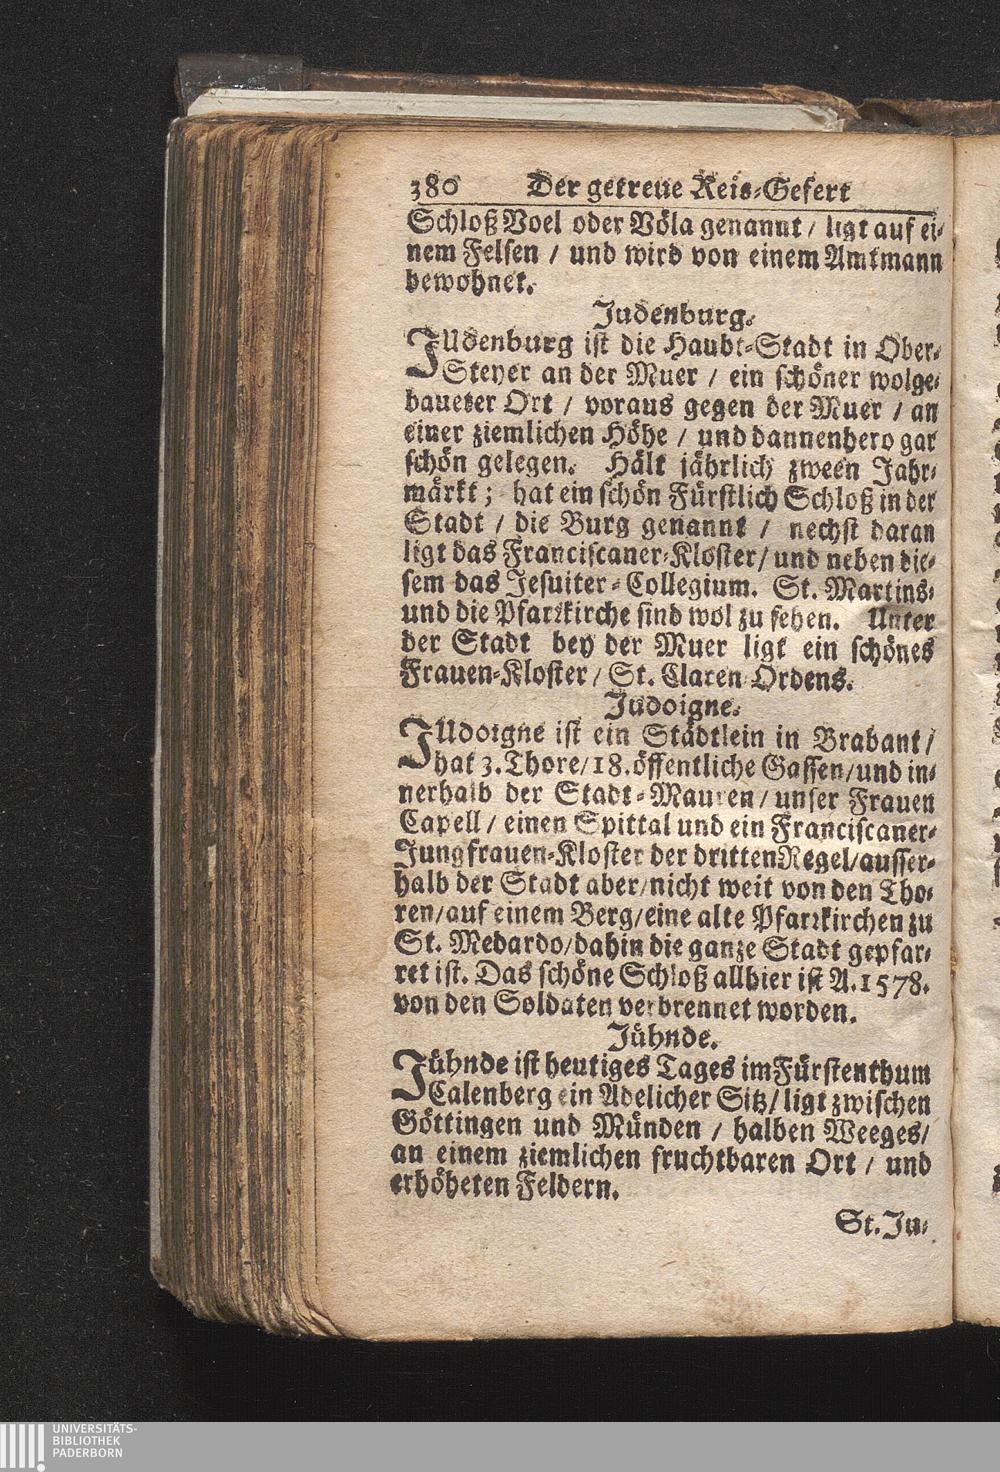 380 Der getreue Reis-Gefert
Schloß Voel oder Völa genannt / ligt auf ei-
nem Felsen / und wird von einem Amtmann
bewohnet.
Judenburg.
JUdenburg ist die Haubt-Stadt in Ober-
Steyer an der Muer / ein schöner wolge-
baueter Ort / voraus gegen der Muer / an
einer ziemlichen Höhe / und dannenhero gar
schön gelegen. Hält jährlich zween Jahr-
märkt; hat ein schön Fürstlich Schloß in der
Stadt / die Burg genannt / nechst daran
ligt das Franciscaner-Kloster / und neben die-
sem das Jesuiter-Collegium. St. Martins-
und die Pfarrkirche sind wol zu sehen. Unter
der Stadt bey der Muer ligt ein schönes
Frauen-Kloster / St. Claren Ordens.
Judoigne.
JUdoigne ist ein Städtlein in Brabant /
hat 3. Thore / 18. öffentliche Gassen / und in-
nerhalb der Stadt-Mauren / unser Frauen
Capell / einen Spittal und ein Franciscaner-
Jungfrauen-Kloster der dritten Regel / ausser-
halb der Stadt aber / nicht weit von den Tho-
ren / auf einem Berg / eine alte Pfarrkirchen zu
St. Medardo / dahin die ganze Stadt gepfar-
ret ist. Das schöne Schloß allhier ist A. 1578.
von den Soldaten verbrennet worden.
Jühnde.
Jühnde ist heutiges Tages im Fürstenthum
Calenberg ein Adelicher Sitz / ligt zwischen
Göttingen und Münden / halben Weeges /
an einem ziemlichen fruchtbaren Ort / und
erhöheten Feldern.
St. Ju-
UNIVERSITÄTS-
BIBLIOTHEK
PADERBORN